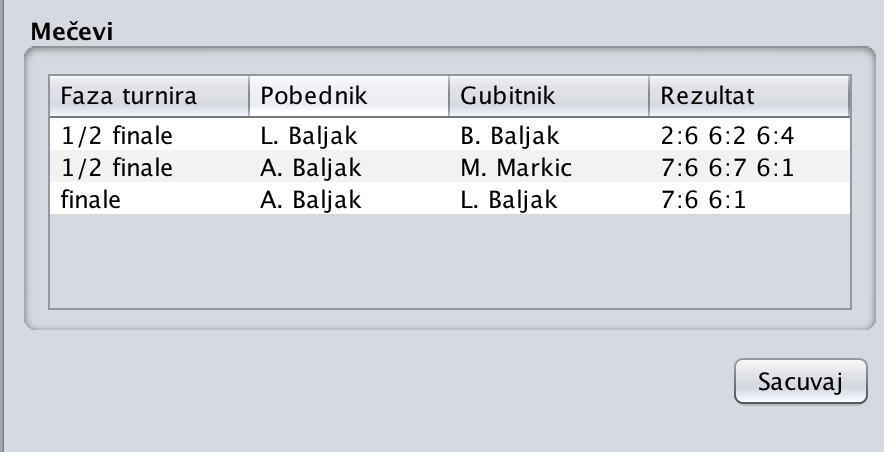 Mečevi
Faza turnira Pobednik Gubitnik Rezultat
1/2 finale L. Baljak B. Baljak 2:6 6:2 6:4
1/2 finale A. Baljak M. Markic 7:6 6:7 6:1
finale A. Baljak L. Baljak 7:6 6:1
Sacuvaj